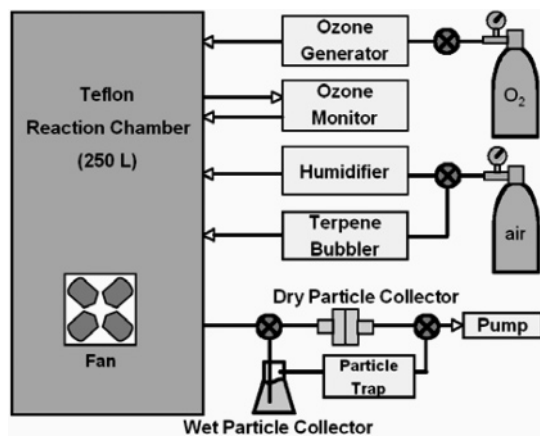 Teflon
Reaction Chamber
(250 L)
Fan
Ozone
Generator
O2
Ozone
Monitor
Humidifier
Terpene
Bubbler
air
Dry Particle Collector
Pump
Particle
Trap
Wet Particle Collector